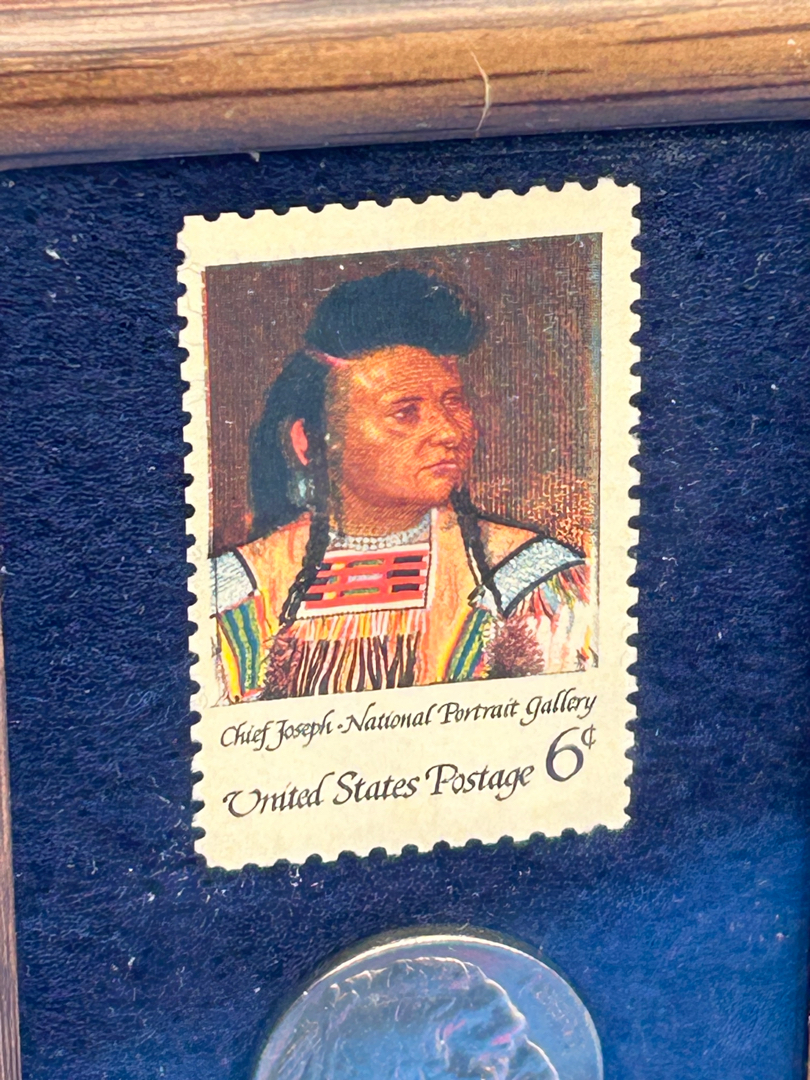 Chief Joseph - National Portrait Gallery
United States Postage 6¢